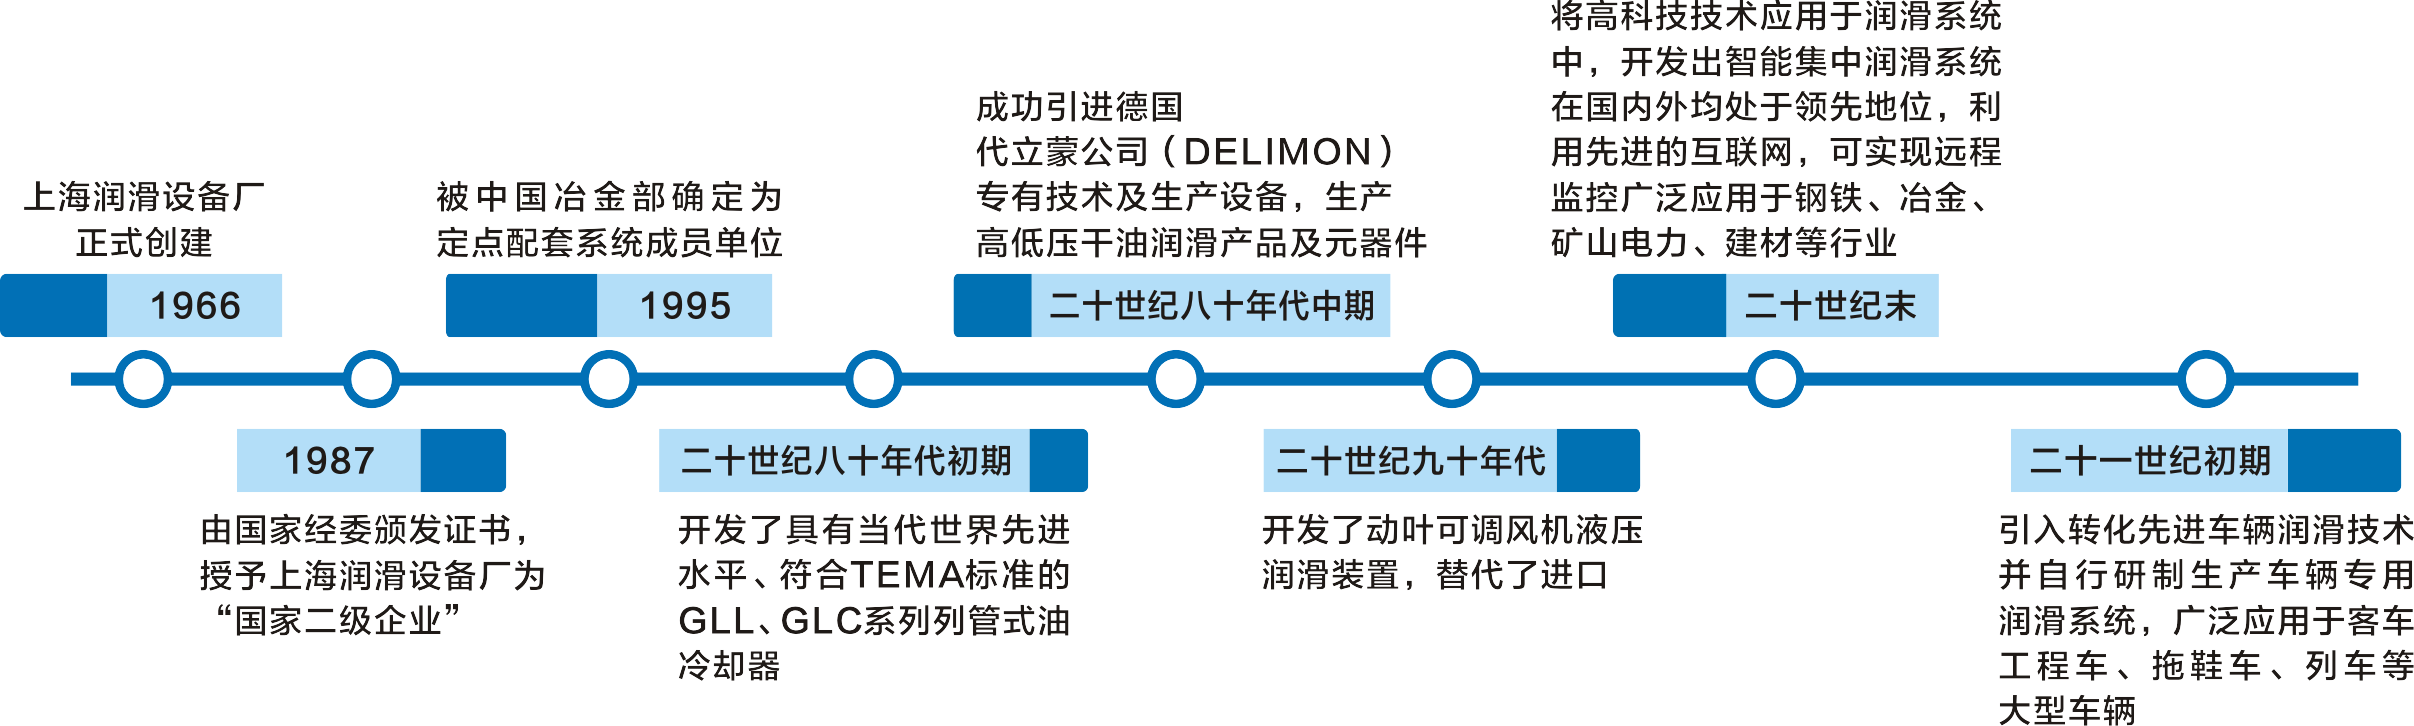 上海润滑设备厂
正式创建
1966
1987
由国家经委颁发证书，
授予上海润滑设备厂为
“国家二级企业”
被中国冶金部确定为
定点配套系统成员单位
1995
二十世纪八十年代初期
开发了具有当代世界先进
水平、符合TEMA标准的
GLL、GLC系列列管式油
冷却器
成功引进德国
代立蒙公司（DELIMON）
专有技术及生产设备，生产
高低压干油润滑产品及元器件
二十世纪八十年代中期
二十世纪九十年代
开发了动叶可调风机液压
润滑装置，替代了进口
将高科技技术应用于润滑系统
中，开发出智能集中润滑系统
在国内外均处于领先地位，利
用先进的互联网，可实现远程
监控广泛应用于钢铁、冶金、
矿山电力、建材等行业
二十世纪末
二十一世纪初期
引入转化先进车辆润滑技术
并自行研制生产车辆专用
润滑系统，广泛应用于客车
工程车、拖鞋车、列车等
大型车辆